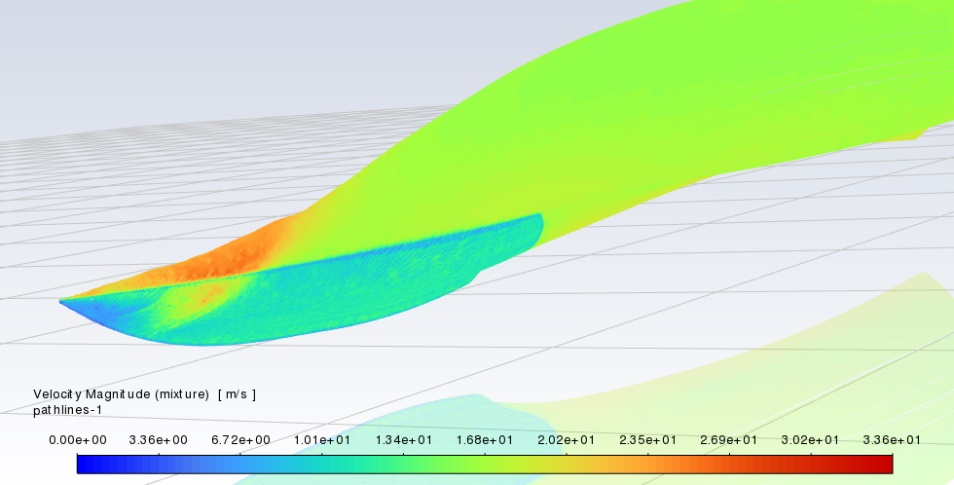 Velocity Magnitude (mixture) [ m/s ]
pathlines-1
0.00e+00 3.36e+00 6.72e+00 1.01e+01 1.34e+01 1.68e+01 2.02e+01 2.35e+01 2.69e+01 3.02e+01 3.36e+01